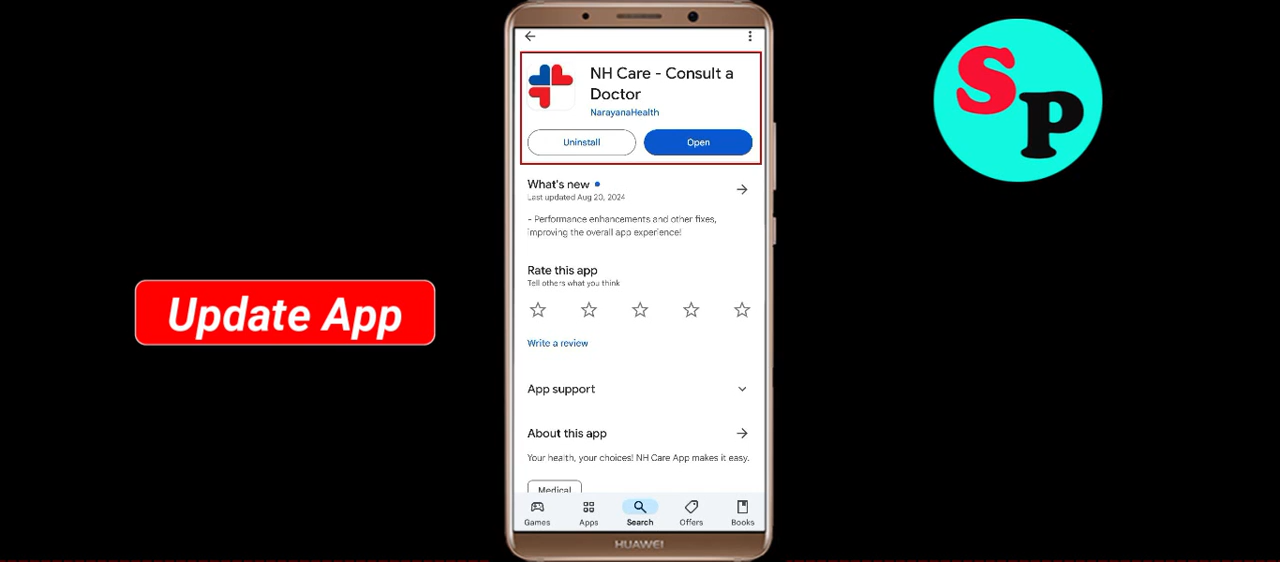 NH Care - Consult a
Doctor
NarayanaHealth
Uninstall
Open
What's new
Last updated Aug 20, 2024
- Performance enhancements and other fixes,
improving the overall app experience!
Rate this app
Tell others what you think
Write a review
App support
About this app
Your health, your choices! NH Care App makes it easy.
Medical
Games
Apps
Search
Offers
Books
HUAWEI
Update App
SP